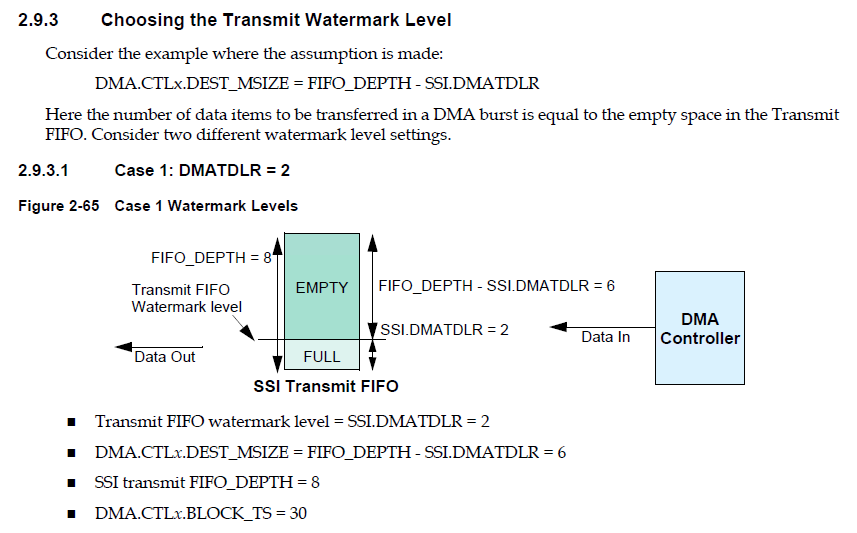 2.9.3 Choosing the Transmit Watermark Level
Consider the example where the assumption is made:
DMA.CTLx.DEST_MSIZE = FIFO_DEPTH - SSI.DMATDLR
Here the number of data items to be transferred in a DMA burst is equal to the empty space in the Transmit
FIFO. Consider two different watermark level settings.
2.9.3.1 Case 1: DMATDLR = 2
Figure 2-65 Case 1 Watermark Levels
FIFO_DEPTH = 8
Transmit FIFO
Watermark level
EMPTY
FIFO_DEPTH - SSI.DMATDLR = 6
SSI.DMATDLR = 2
Data In
DMA
Controller
Data Out
FULL
SSI Transmit FIFO
■ Transmit FIFO watermark level = SSI.DMATDLR = 2
■ DMA.CTLx.DEST_MSIZE = FIFO_DEPTH - SSI.DMATDLR = 6
■ SSI transmit FIFO_DEPTH = 8
■ DMA.CTLx.BLOCK_TS = 30